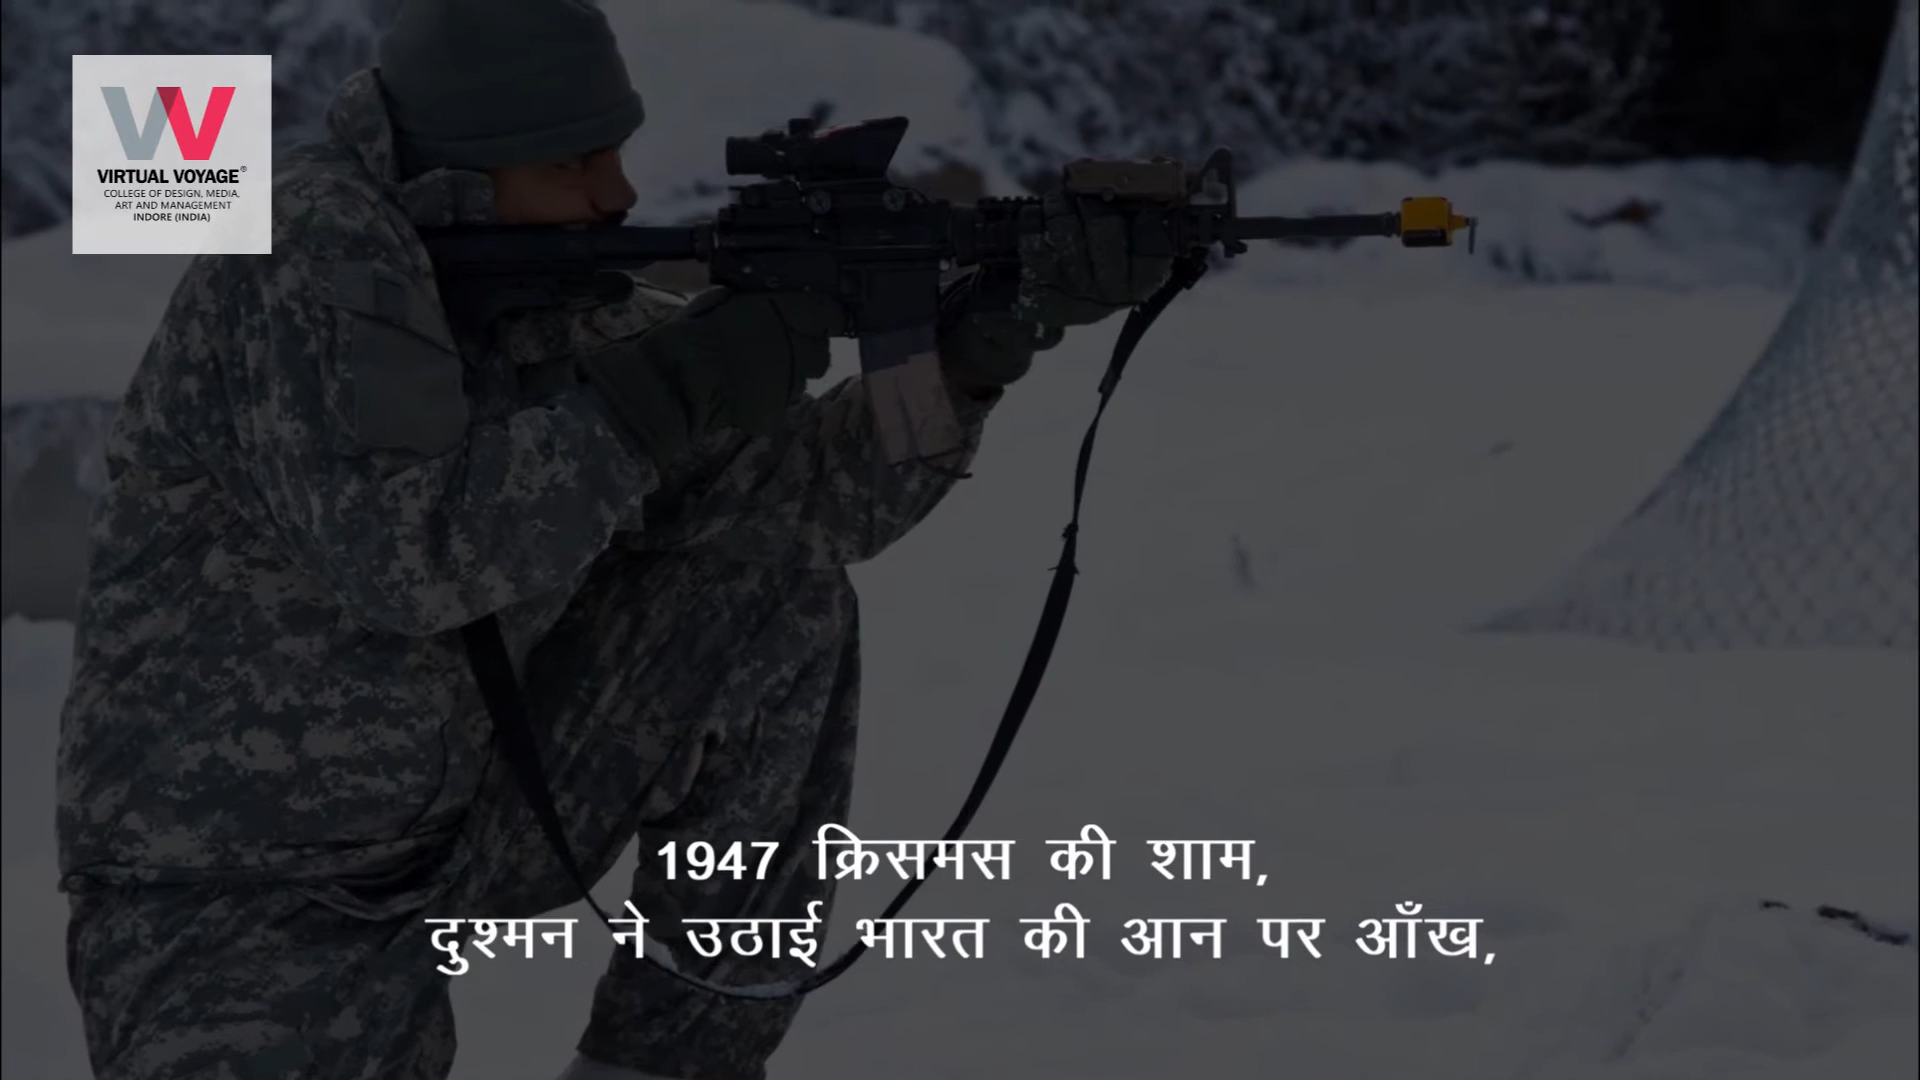 VIRTUAL VOYAGE®
COLLEGE OF DESIGN, MEDIA,
ART AND MANAGEMENT
INDORE (INDIA)
1947 क्रिसमस की शाम,
दुश्मन ने उठाई भारत की आन पर आँख,